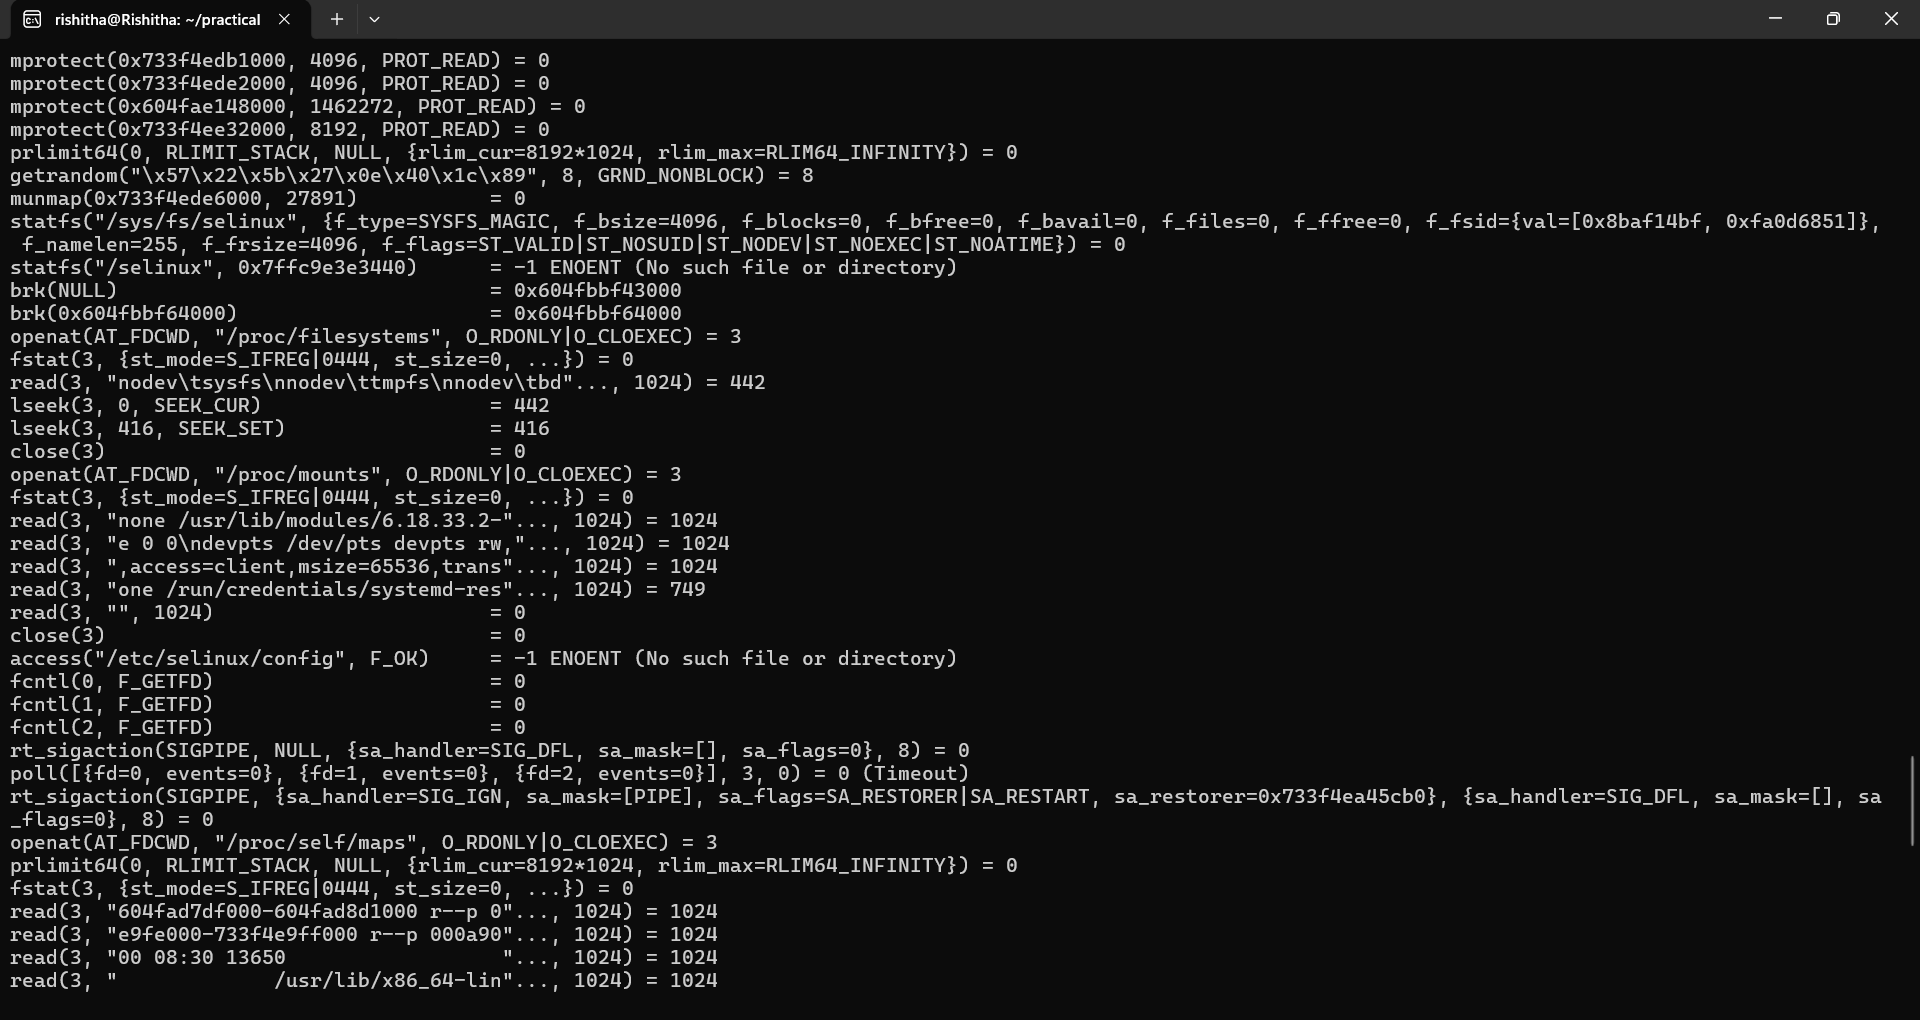 rishitha@Rishitha: ~/practical
mprotect(0x733f4edb1000, 4096, PROT_READ) = 0
mprotect(0x733f4ede2000, 4096, PROT_READ) = 0
mprotect(0x604fae148000, 1462272, PROT_READ) = 0
mprotect(0x733f4ee32000, 8192, PROT_READ) = 0
prlimit64(0, RLIMIT_STACK, NULL, {rlim_cur=8192*1024, rlim_max=RLIM64_INFINITY}) = 0
getrandom("\x57\x22\x5b\x27\x0e\x40\x1c\x89", 8, GRND_NONBLOCK) = 8
munmap(0x733f4ede6000, 27891)           = 0
statfs("/sys/fs/selinux", {f_type=SYSFS_MAGIC, f_bsize=4096, f_blocks=0, f_bfree=0, f_bavail=0, f_files=0, f_ffree=0, f_fsid={val=[0x8baf14bf, 0xfa0d6851]},
 f_namelen=255, f_frsize=4096, f_flags=ST_VALID|ST_NOSUID|ST_NODEV|ST_NOEXEC|ST_NOATIME}) = 0
statfs("/selinux", 0x7ffc9e3e3440)      = -1 ENOENT (No such file or directory)
brk(NULL)                               = 0x604fbbf43000
brk(0x604fbbf64000)                     = 0x604fbbf64000
openat(AT_FDCWD, "/proc/filesystems", O_RDONLY|O_CLOEXEC) = 3
fstat(3, {st_mode=S_IFREG|0444, st_size=0, ...}) = 0
read(3, "nodev\tsysfs\nnodev\ttmpfs\nnodev\tbd"..., 1024) = 442
lseek(3, 0, SEEK_CUR)                   = 442
lseek(3, 416, SEEK_SET)                 = 416
close(3)                                = 0
openat(AT_FDCWD, "/proc/mounts", O_RDONLY|O_CLOEXEC) = 3
fstat(3, {st_mode=S_IFREG|0444, st_size=0, ...}) = 0
read(3, "none /usr/lib/modules/6.18.33.2-"..., 1024) = 1024
read(3, "e 0 0\ndevpts /dev/pts devpts rw,"..., 1024) = 1024
read(3, ",access=client,msize=65536,trans"..., 1024) = 1024
read(3, "one /run/credentials/systemd-res"..., 1024) = 749
read(3, "", 1024)                       = 0
close(3)                                = 0
access("/etc/selinux/config", F_OK)     = -1 ENOENT (No such file or directory)
fcntl(0, F_GETFD)                       = 0
fcntl(1, F_GETFD)                       = 0
fcntl(2, F_GETFD)                       = 0
rt_sigaction(SIGPIPE, NULL, {sa_handler=SIG_DFL, sa_mask=[], sa_flags=0}, 8) = 0
poll([{fd=0, events=0}, {fd=1, events=0}, {fd=2, events=0}], 3, 0) = 0 (Timeout)
rt_sigaction(SIGPIPE, {sa_handler=SIG_IGN, sa_mask=[PIPE], sa_flags=SA_RESTORER|SA_RESTART, sa_restorer=0x733f4ea45cb0}, {sa_handler=SIG_DFL, sa_mask=[], sa
_flags=0}, 8) = 0
openat(AT_FDCWD, "/proc/self/maps", O_RDONLY|O_CLOEXEC) = 3
prlimit64(0, RLIMIT_STACK, NULL, {rlim_cur=8192*1024, rlim_max=RLIM64_INFINITY}) = 0
fstat(3, {st_mode=S_IFREG|0444, st_size=0, ...}) = 0
read(3, "604fad7df000-604fad8d1000 r--p 0"..., 1024) = 1024
read(3, "e9fe000-733f4e9ff000 r--p 000a90"..., 1024) = 1024
read(3, "00 08:30 13650                  "..., 1024) = 1024
read(3, "             /usr/lib/x86_64-lin"..., 1024) = 1024